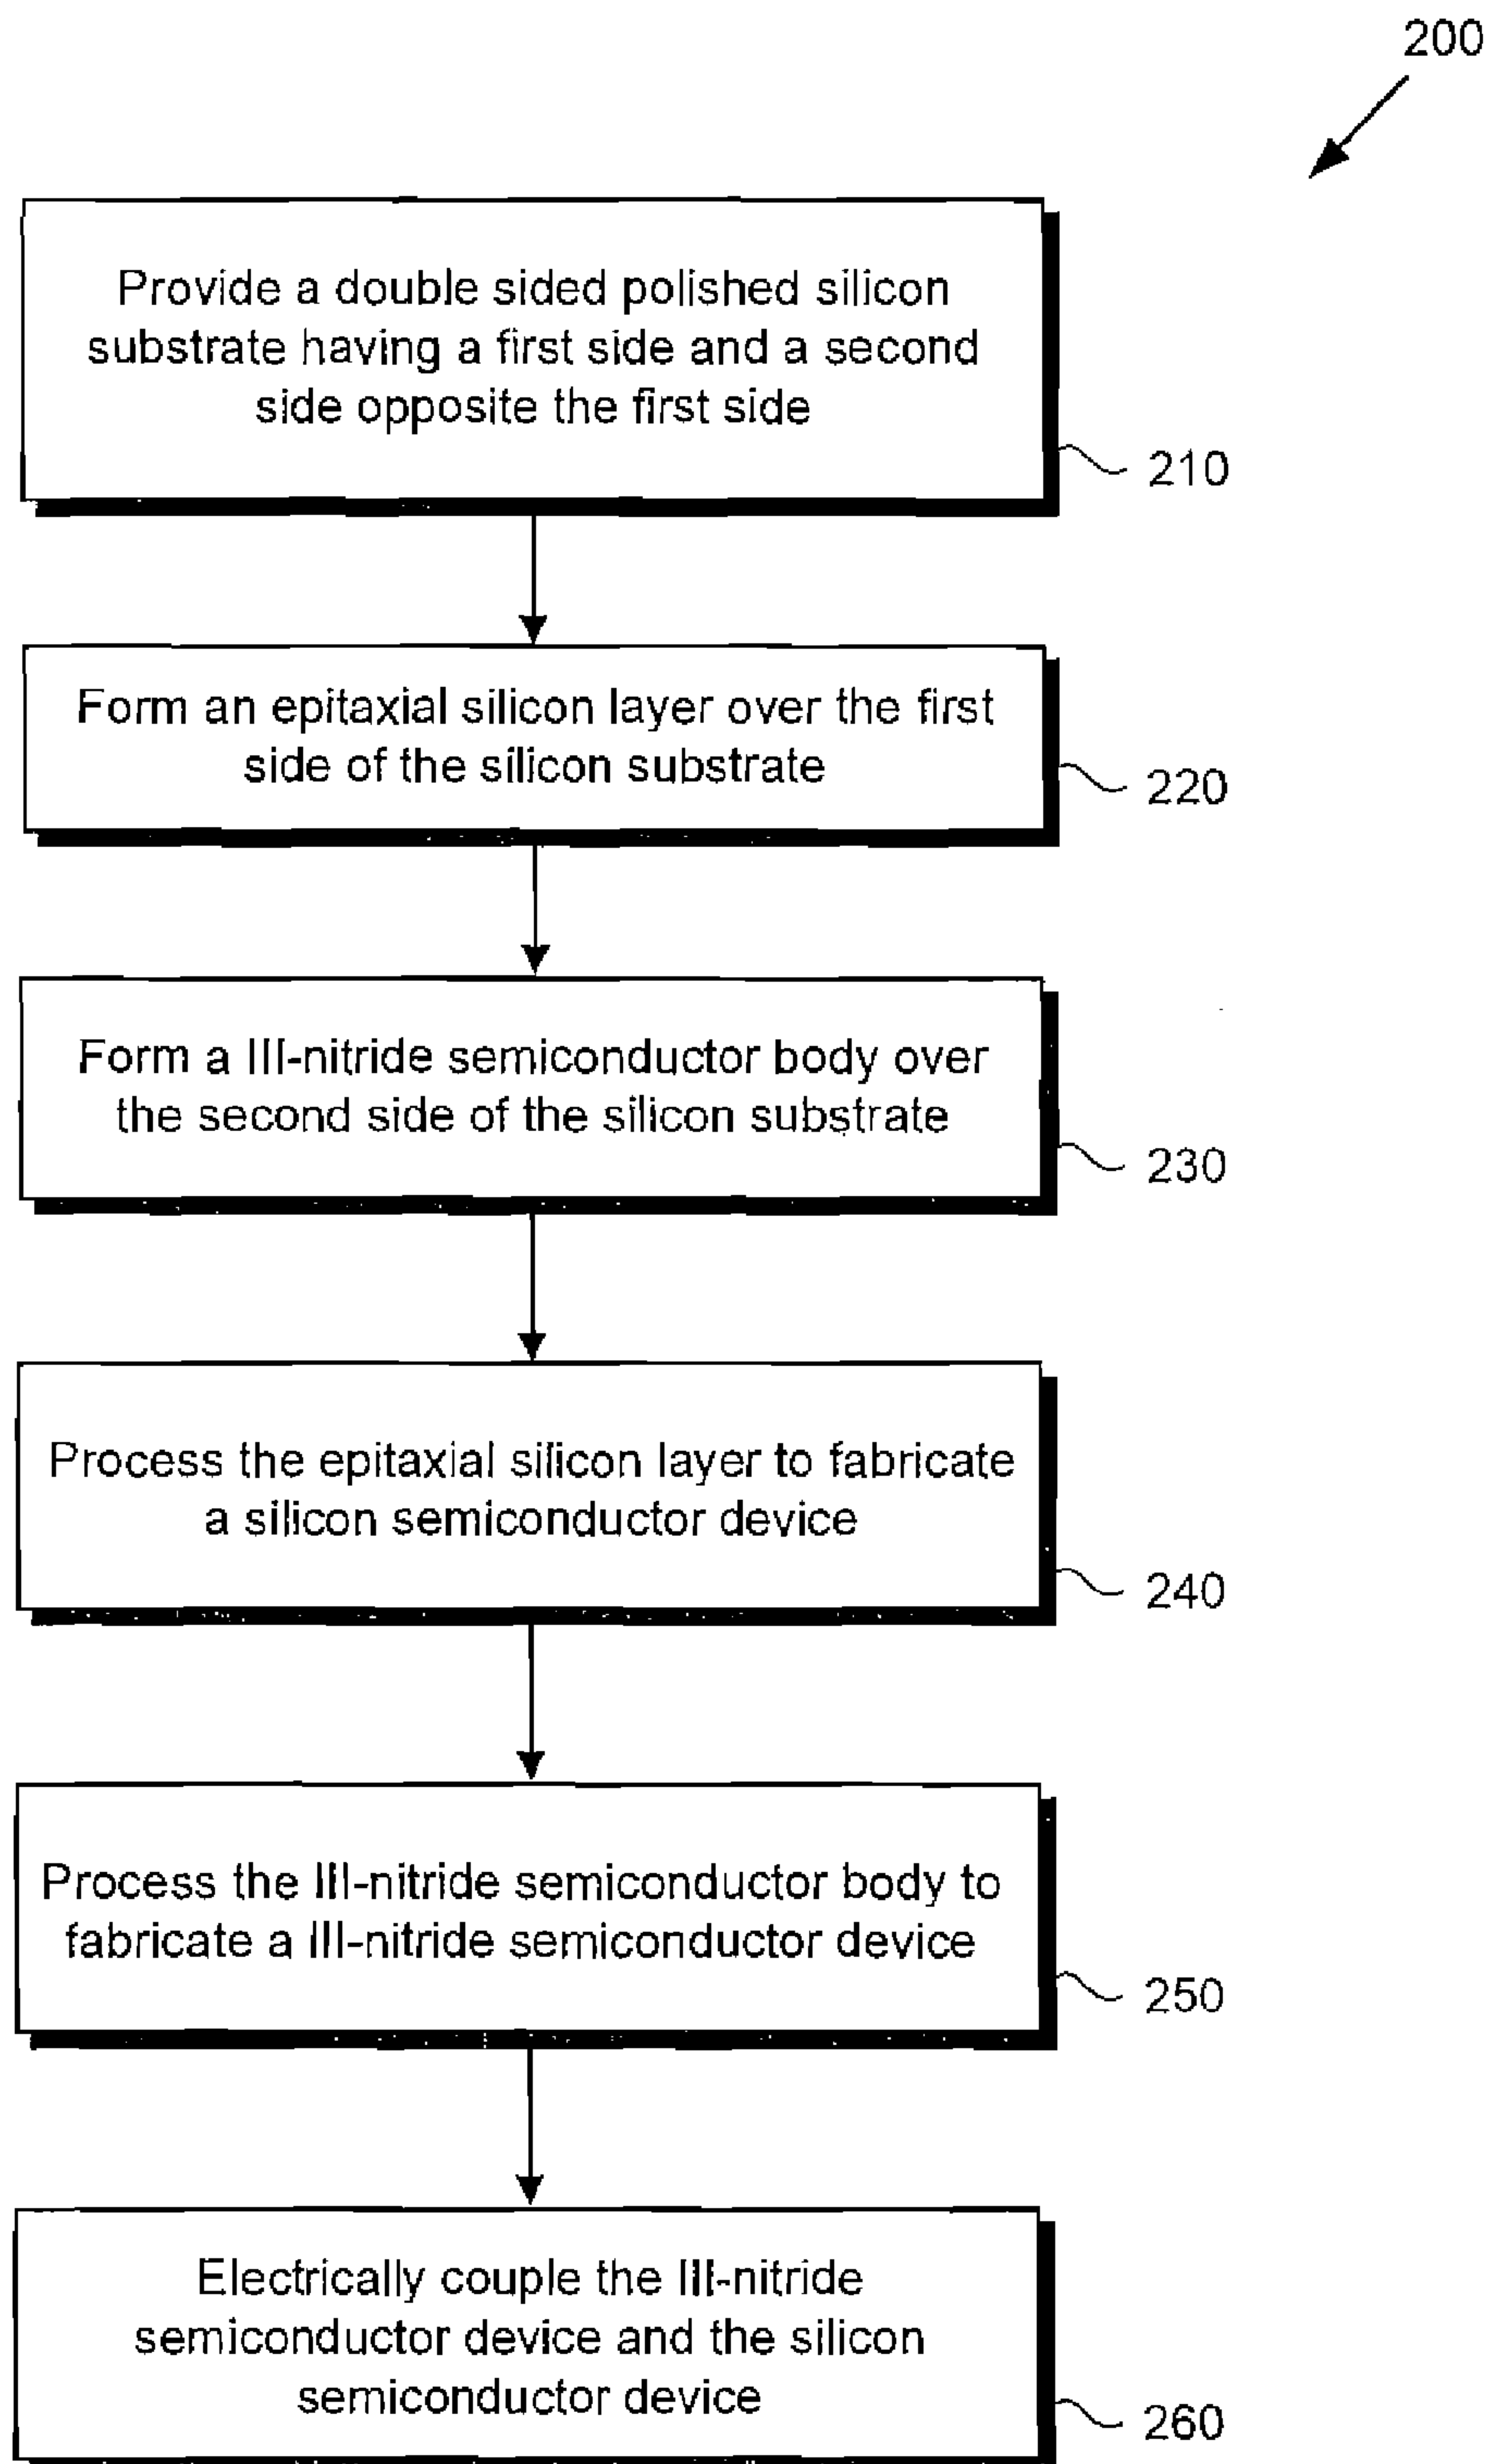 200
Provide a double sided polished silicon
substrate having a first side and a second
side opposite the first side
210
Form an epitaxial silicon layer over the first
side of the silicon substrate
220
Form a III-nitride semiconductor body over
the second side of the silicon substrate
230
Process the epitaxial silicon layer to fabricate
a silicon semiconductor device
240
Process the III-nitride semiconductor body to
fabricate a III-nitride semiconductor device
250
Electrically couple the III-nitride
semiconductor device and the silicon
semiconductor device
260